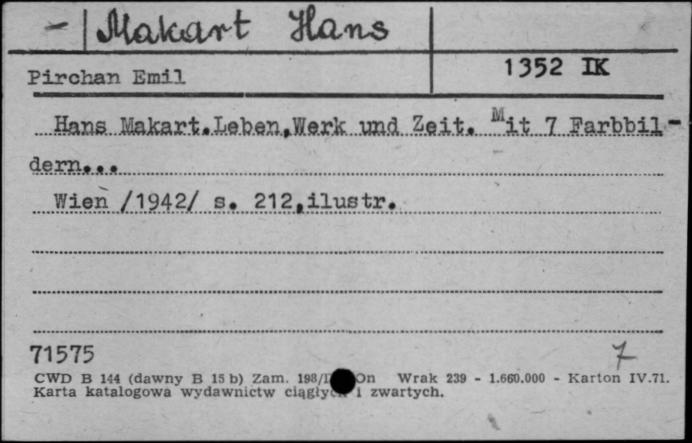 - Makart Hans
Pirchan Emil
1352 IK
Hans Makart.Leben,Werk und Zeit. Mit 7 Farbbil-
dern...
Wien /1942/ s. 212,ilustr.
71575
7
CWD B 144 (dawny B 15 b) Zam. 198/ On Wrak 239 - 1.660.000 - Karton IV.71.
Karta katalogowa wydawnictw i zwartych.